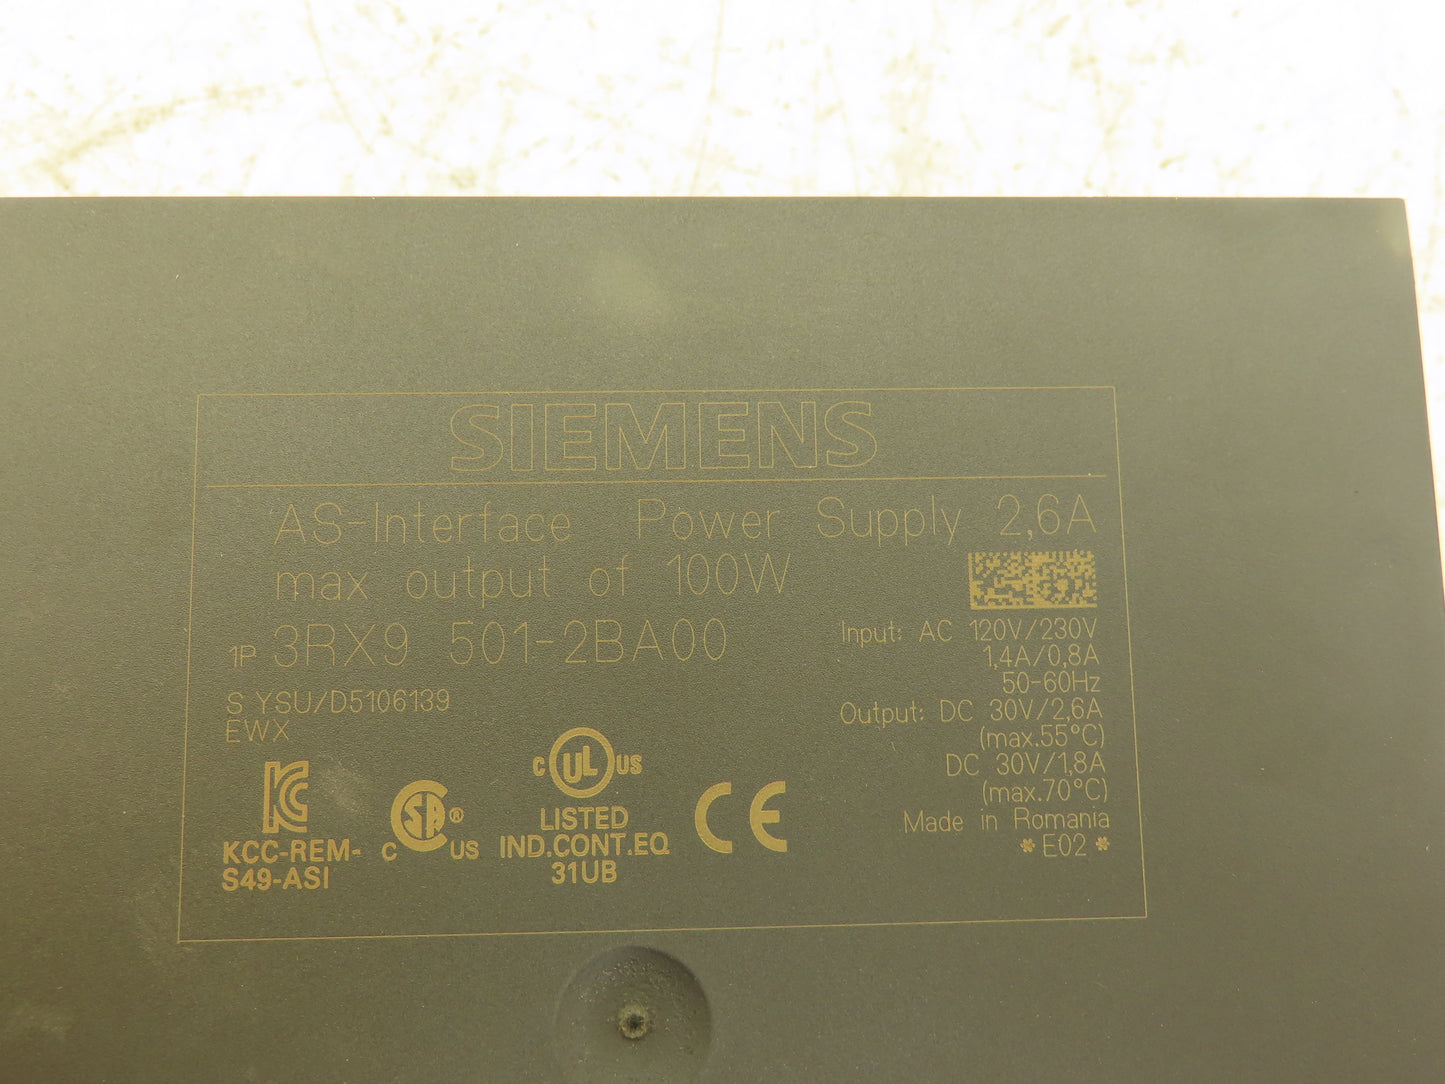 SIEMENS
AS-Interface Power Supply 2,6A
max output of 100W
1P 3RX9 501-2BA00
S YSU/D5106139
EWX
Input: AC 120V/230V
1,4A/0,8A
50-60Hz
Output: DC 30V/2,6A
(max.55°C)
DC 30V/1,8A
(max.70°C)
Made in Romania
* E02 *
KC
KCC-REM-
S49-ASI
C SA ® US
C UL US
LISTED
IND.CONT.EQ
31UB
CE